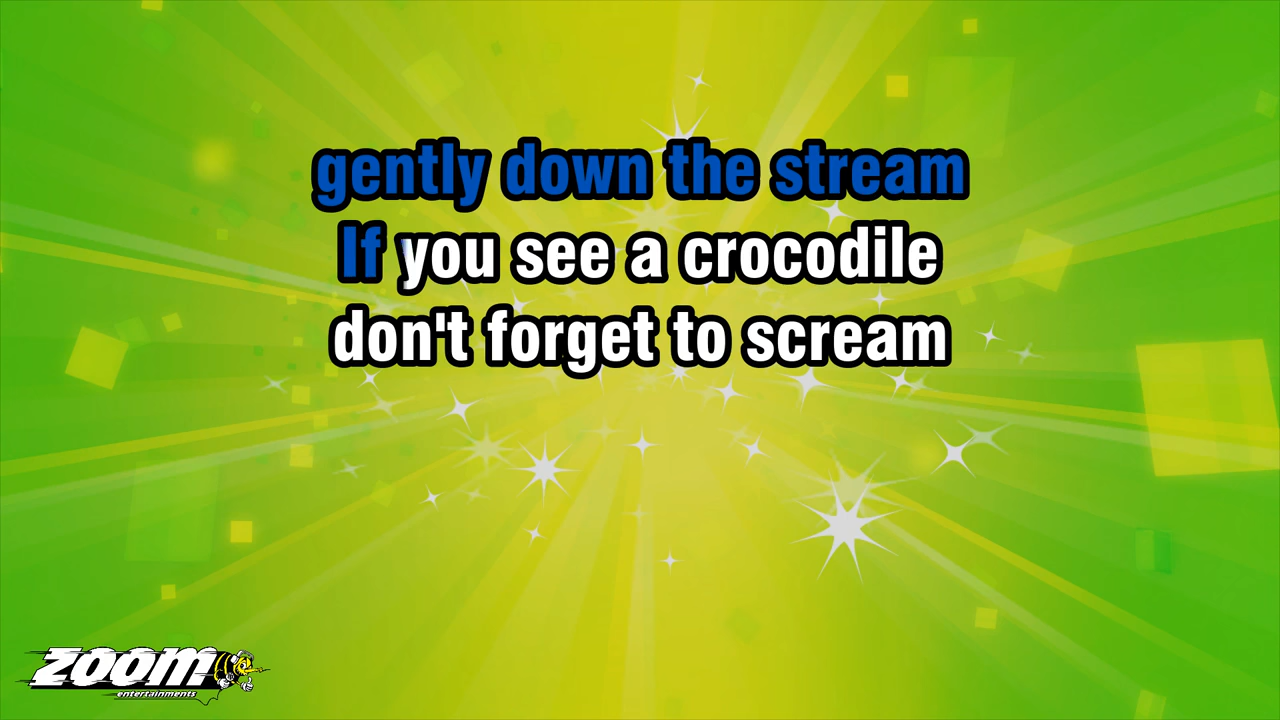 gently down the stream
If you see a crocodile
don't forget to scream
zoom
entertainments